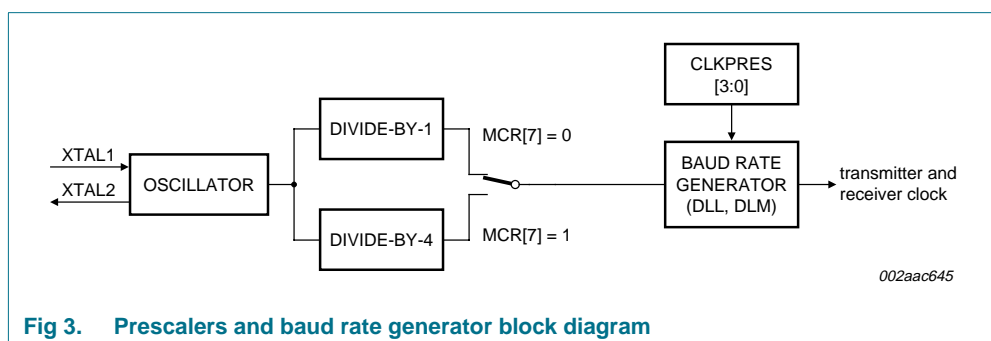 XTAL1
XTAL2
OSCILLATOR
DIVIDE-BY-1
DIVIDE-BY-4
MCR[7] = 0
MCR[7] = 1
CLKPRES
[3:0]
BAUD RATE
GENERATOR
(DLL, DLM)
transmitter and
receiver clock
002aac645
Fig 3. Prescalers and baud rate generator block diagram